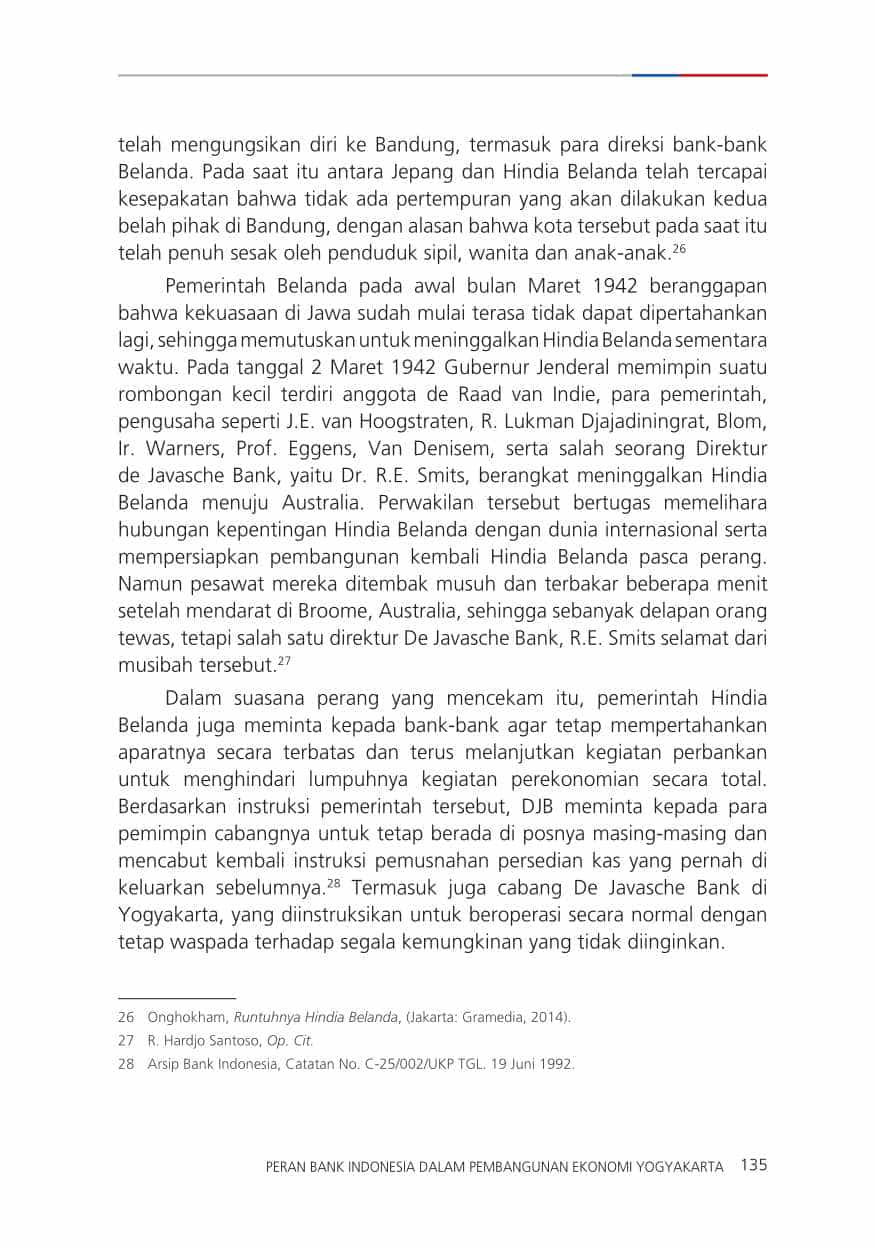 telah mengungsikan diri ke Bandung, termasuk para direksi bank-bank
Belanda. Pada saat itu antara Jepang dan Hindia Belanda telah tercapai
kesepakatan bahwa tidak ada pertempuran yang akan dilakukan kedua
belah pihak di Bandung, dengan alasan bahwa kota tersebut pada saat itu
telah penuh sesak oleh penduduk sipil, wanita dan anak-anak.26
Pemerintah Belanda pada awal bulan Maret 1942 beranggapan
bahwa kekuasaan di Jawa sudah mulai terasa tidak dapat dipertahankan
lagi, sehingga memutuskan untuk meninggalkan Hindia Belanda sementara
waktu. Pada tanggal 2 Maret 1942 Gubernur Jenderal memimpin suatu
rombongan kecil terdiri anggota de Raad van Indie, para pemerintah,
pengusaha seperti J.E. van Hoogstraten, R. Lukman Djajadiningrat, Blom,
Ir. Warners, Prof. Eggens, Van Denisem, serta salah seorang Direktur
de Javasche Bank, yaitu Dr. R.E. Smits, berangkat meninggalkan Hindia
Belanda menuju Australia. Perwakilan tersebut bertugas memelihara
hubungan kepentingan Hindia Belanda dengan dunia internasional serta
mempersiapkan pembangunan kembali Hindia Belanda pasca perang.
Namun pesawat mereka ditembak musuh dan terbakar beberapa menit
setelah mendarat di Broome, Australia, sehingga sebanyak delapan orang
tewas, tetapi salah satu direktur De Javasche Bank, R.E. Smits selamat dari
musibah tersebut.27
Dalam suasana perang yang mencekam itu, pemerintah Hindia
Belanda juga meminta kepada bank-bank agar tetap mempertahankan
aparatnya secara terbatas dan terus melanjutkan kegiatan perbankan
untuk menghindari lumpuhnya kegiatan perekonomian secara total.
Berdasarkan instruksi pemerintah tersebut, DJB meminta kepada para
pemimpin cabangnya untuk tetap berada di posnya masing-masing dan
mencabut kembali instruksi pemusnahan persedian kas yang pernah di
keluarkan sebelumnya.28 Termasuk juga cabang De Javasche Bank di
Yogyakarta, yang diinstruksikan untuk beroperasi secara normal dengan
tetap waspada terhadap segala kemungkinan yang tidak diinginkan.
26 Onghokham, Runtuhnya Hindia Belanda, (Jakarta: Gramedia, 2014).
27 R. Hardjo Santoso, Op. Cit.
28 Arsip Bank Indonesia, Catatan No. C-25/002/UKP TGL. 19 Juni 1992.
PERAN BANK INDONESIA DALAM PEMBANGUNAN EKONOMI YOGYAKARTA 135